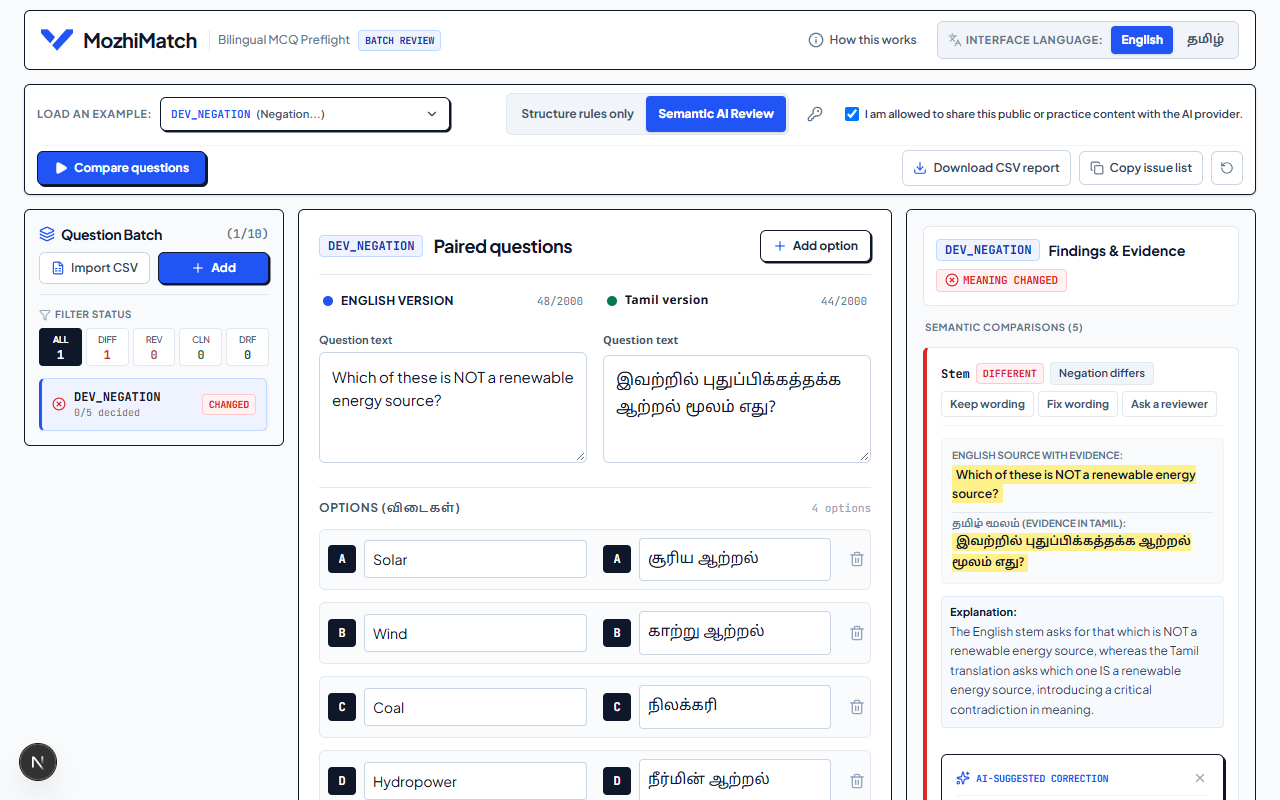 MozhiMatch
Bilingual MCQ Preflight
BATCH REVIEW
How this works
INTERFACE LANGUAGE:
English
தமிழ்
LOAD AN EXAMPLE:
DEV_NEGATION (Negation...)
Structure rules only
Semantic AI Review
I am allowed to share this public or practice content with the AI provider.
Compare questions
Download CSV report
Copy issue list
Question Batch
(1/10)
Import CSV
Add
FILTER STATUS
ALL
1
DIFF
1
REV
0
CLN
0
DRF
0
DEV_NEGATION
0/5 decided
CHANGED
DEV_NEGATION
Paired questions
Add option
ENGLISH VERSION
48/2000
Tamil version
44/2000
Question text
Which of these is NOT a renewable
energy source?
Question text
இவற்றில் புதுப்பிக்கத்தக்க
ஆற்றல் மூலம் எது?
OPTIONS (விடைகள்)
4 options
A
Solar
A
சூரிய ஆற்றல்
B
Wind
B
காற்று ஆற்றல்
C
Coal
C
நிலக்கரி
D
Hydropower
D
நீர்மின் ஆற்றல்
DEV_NEGATION
Findings & Evidence
MEANING CHANGED
SEMANTIC COMPARISONS (5)
Stem
DIFFERENT
Negation differs
Keep wording
Fix wording
Ask a reviewer
ENGLISH SOURCE WITH EVIDENCE:
Which of these is NOT a renewable energy
source?
தமிழ் மூலம் (EVIDENCE IN TAMIL):
இவற்றில் புதுப்பிக்கத்தக்க ஆற்றல்
மூலம் எது?
Explanation:
The English stem asks for that which is NOT a
renewable energy source, whereas the Tamil
translation asks which one IS a renewable
energy source, introducing a critical
contradiction in meaning.
AI-SUGGESTED CORRECTION
N